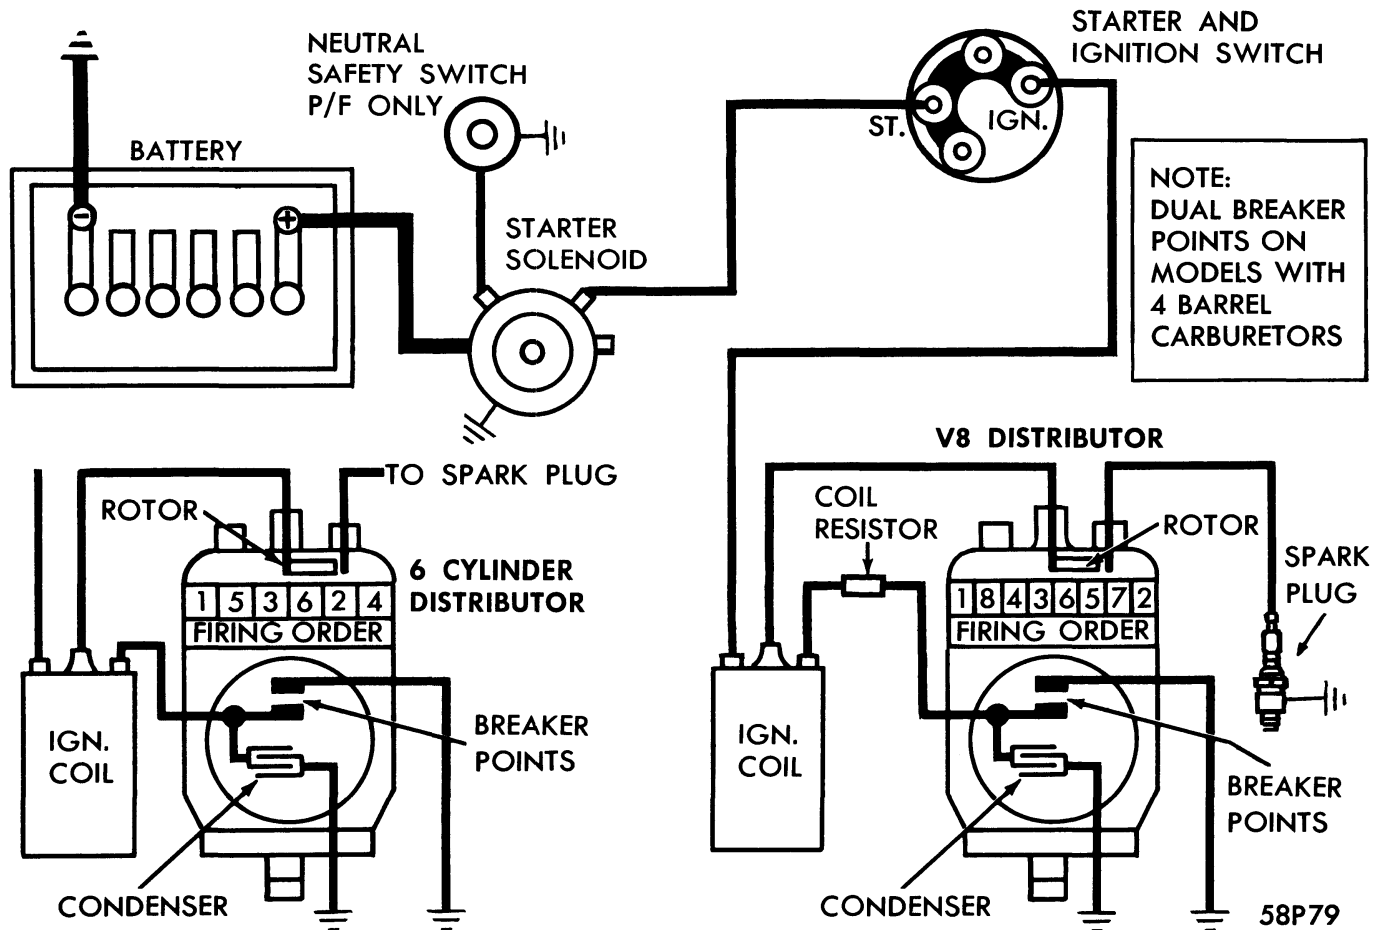 NEUTRAL
SAFETY SWITCH
P/F ONLY
STARTER AND
IGNITION SWITCH
BATTERY
ST.
IGN.
−
+
STARTER
SOLENOID
NOTE:
DUAL BREAKER
POINTS ON
MODELS WITH
4 BARREL
CARBURETORS
TO SPARK PLUG
ROTOR
6 CYLINDER
DISTRIBUTOR
1 5 3 6 2 4
FIRING ORDER
IGN.
COIL
BREAKER
POINTS
CONDENSER
V8 DISTRIBUTOR
COIL
RESISTOR
ROTOR
SPARK
PLUG
1 8 4 3 6 5 7 2
FIRING ORDER
IGN.
COIL
BREAKER
POINTS
CONDENSER
58P79